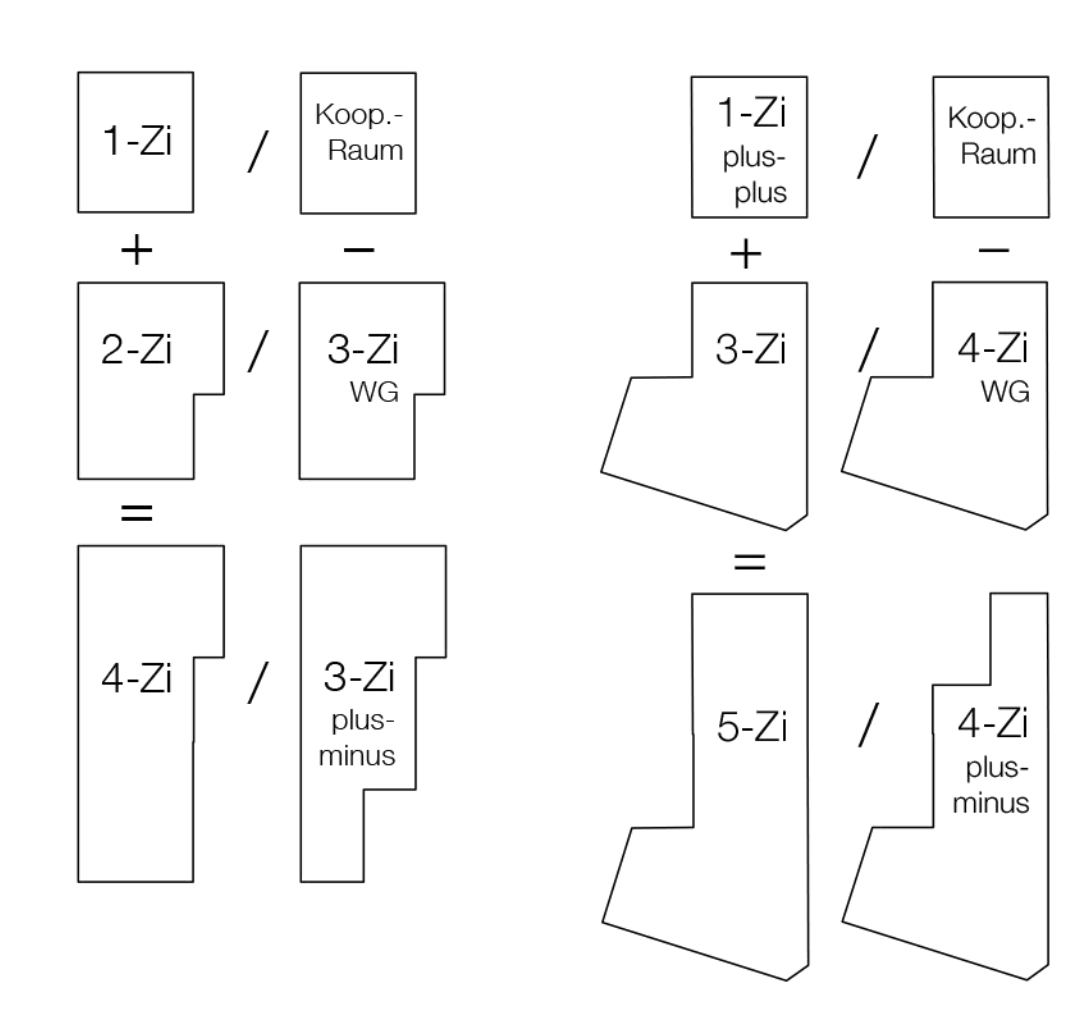 1-Zi / Koop.-
Raum
1-Zi
plus-
plus
/ Koop.-
Raum
+ −
+ −
2-Zi / 3-Zi
WG
3-Zi / 4-Zi
WG
=
=
4-Zi / 3-Zi
plus-
minus
5-Zi / 4-Zi
plus-
minus